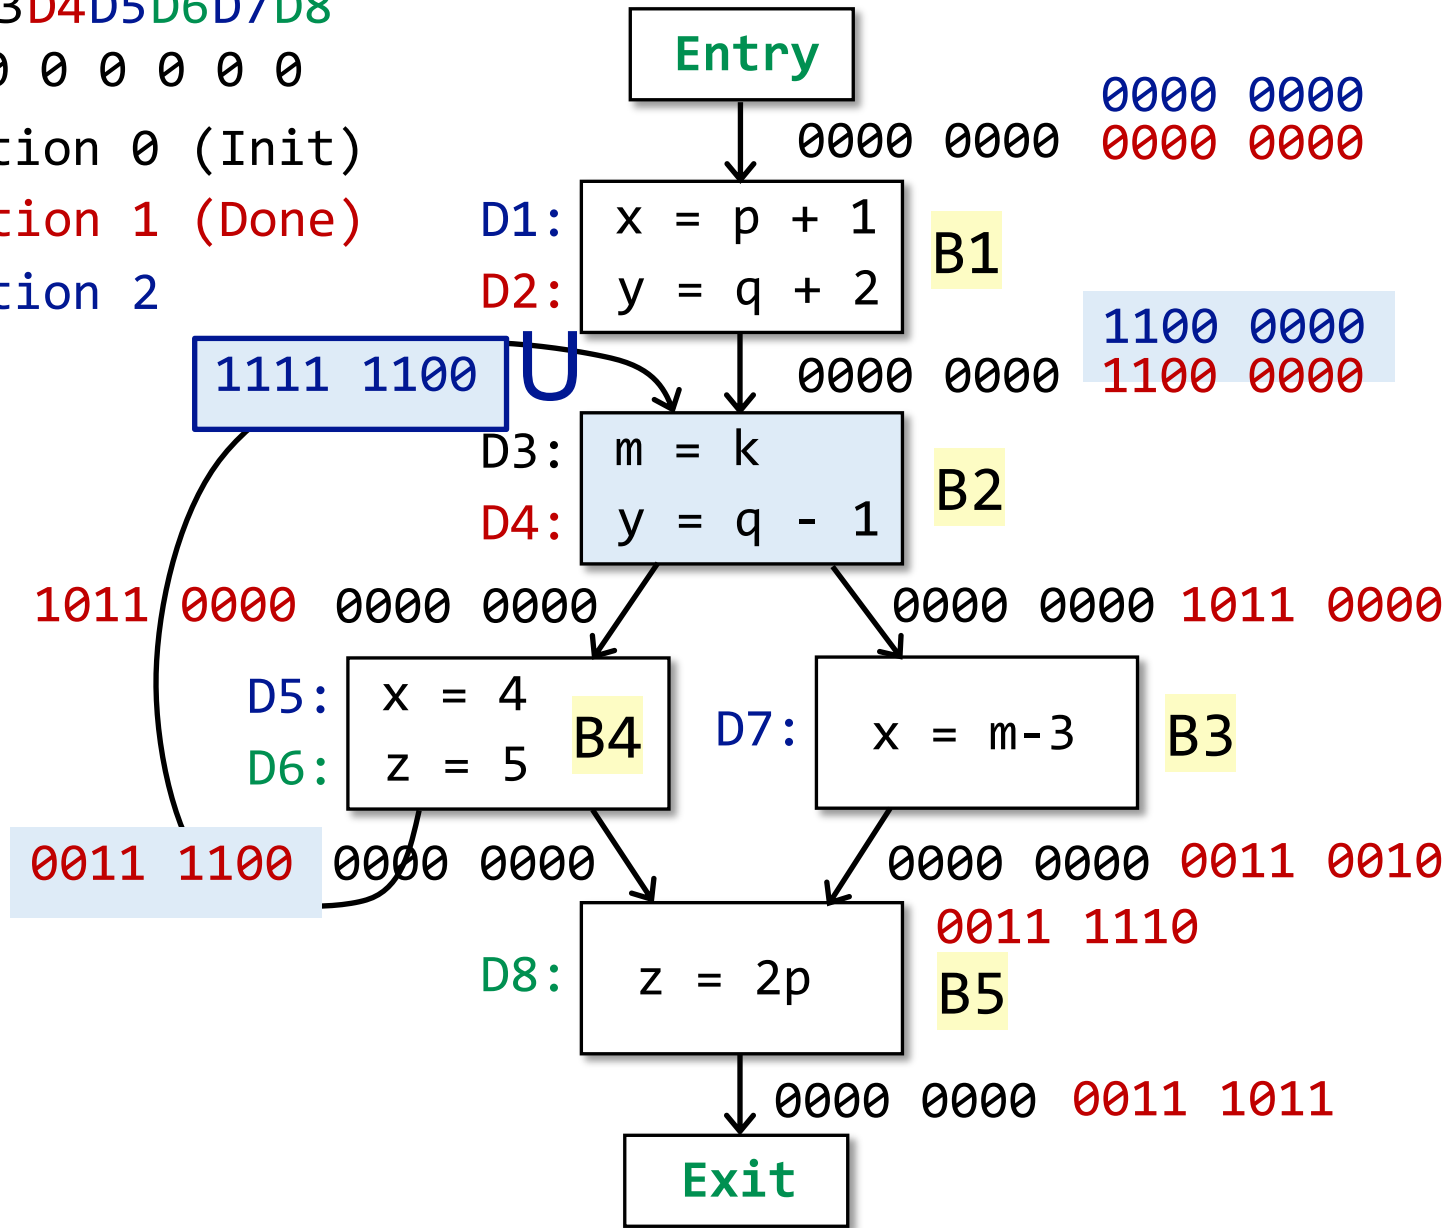 3D4D5D6D7D8
0 0 0 0 0 0
tion 0 (Init)
tion 1 (Done)
tion 2
Entry
0000 0000
0000 0000 0000 0000
D1: x = p + 1
D2: y = q + 2
B1
1100 0000
0000 0000 1100 0000
1111 1100 U
D3: m = k
D4: y = q - 1
B2
1011 0000 0000 0000
0000 0000 1011 0000
D5: x = 4
D6: z = 5
B4
D7: x = m-3
B3
0011 1100 0000 0000
0000 0000 0011 0010
0011 1110
D8: z = 2p
B5
0000 0000 0011 1011
Exit